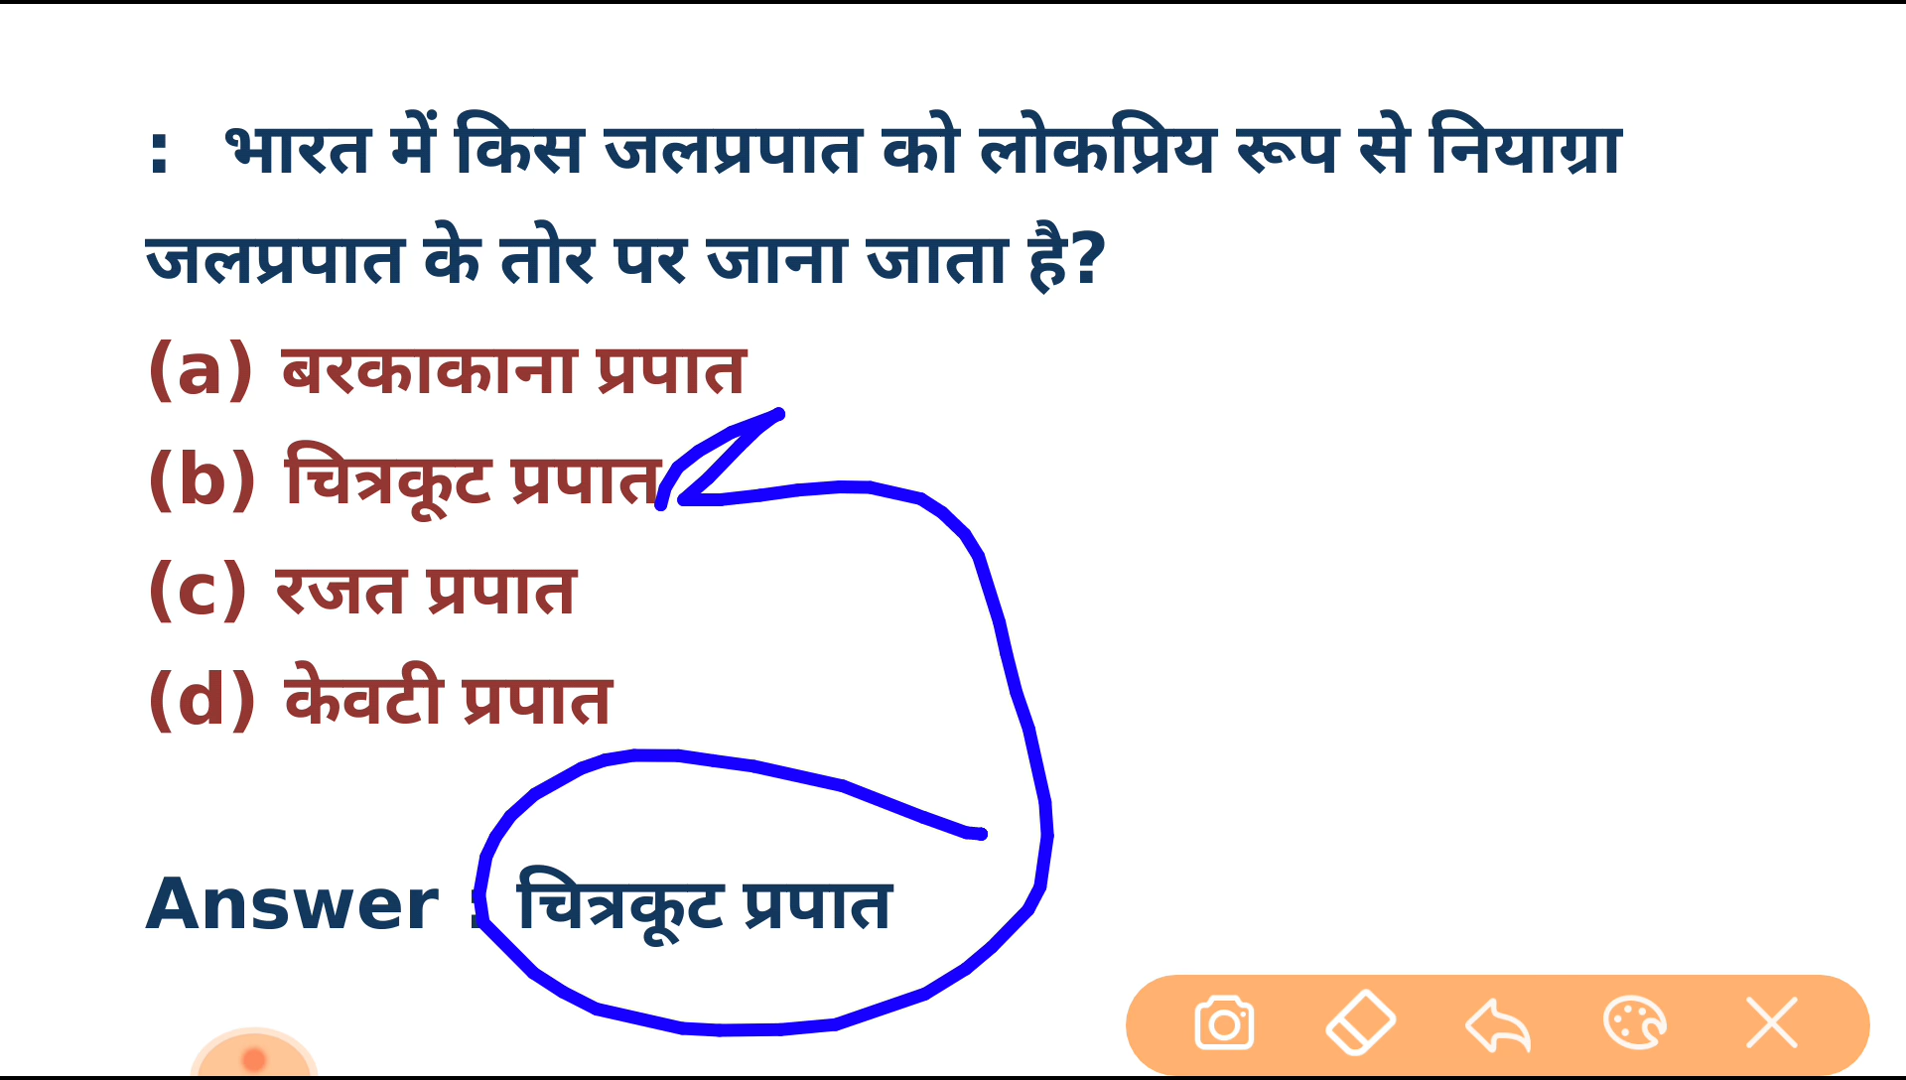 : भारत में किस जलप्रपात को लोकप्रिय रूप से नियाग्रा
जलप्रपात के तोर पर जाना जाता है?
(a) बरकाकाना प्रपात
(b) चित्रकूट प्रपात
(c) रजत प्रपात
(d) केवटी प्रपात
Answer : चित्रकूट प्रपात